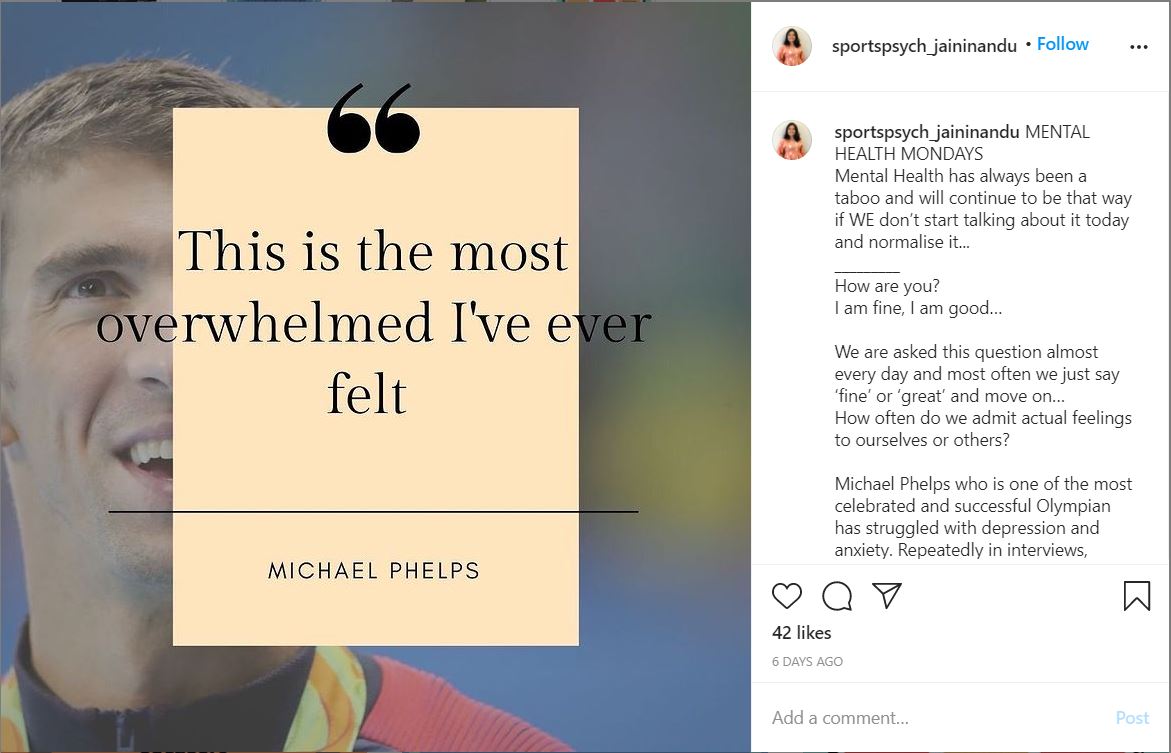 “
This is the most
overwhelmed I've ever
felt
MICHAEL PHELPS
sportspsych_jaininandu • Follow
sportspsych_jaininandu MENTAL
HEALTH MONDAYS
Mental Health has always been a
taboo and will continue to be that way
if WE don’t start talking about it today
and normalise it...
_________
How are you?
I am fine, I am good...
We are asked this question almost
every day and most often we just say
‘fine’ or ‘great’ and move on...
How often do we admit actual feelings
to ourselves or others?
Michael Phelps who is one of the most
celebrated and successful Olympian
has struggled with depression and
anxiety. Repeatedly in interviews,
42 likes
6 DAYS AGO
Add a comment...
Post